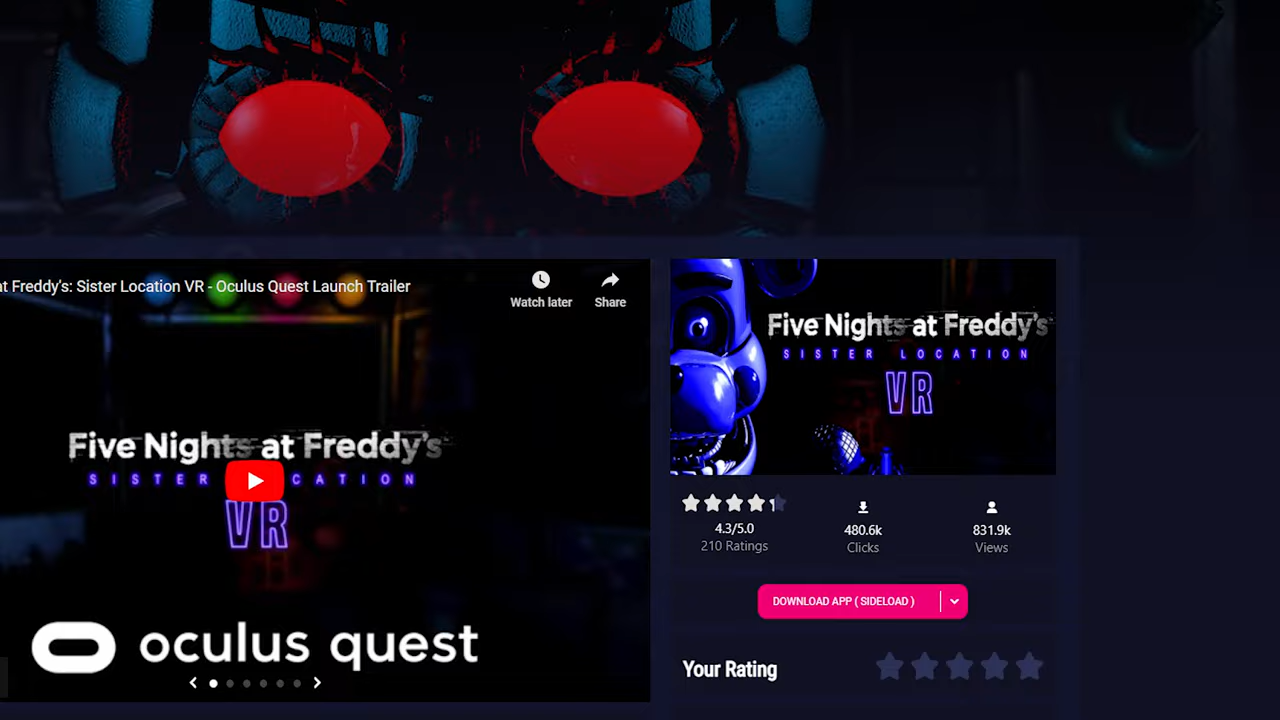 at Freddy's: Sister Location VR - Oculus Quest Launch Trailer
Watch later
Share
Five Nights at Freddy's
SISTER CATION
VR
oculus quest
Five Nights at Freddy's
SISTER LOCATION
VR
4.3/5.0
210 Ratings
480.6k
Clicks
831.9k
Views
DOWNLOAD APP ( SIDELOAD )
Your Rating